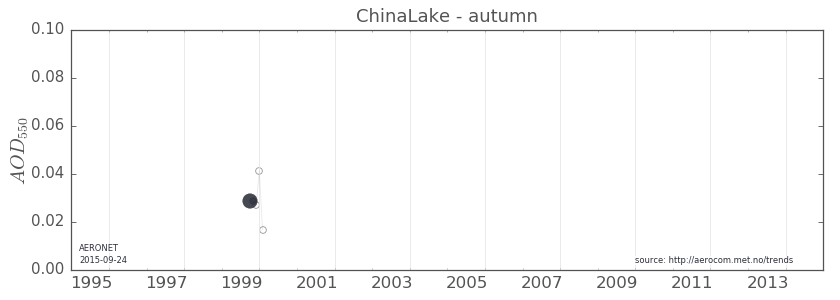 ChinaLake - autumn
0.10
0.08
0.06
0.04
0.02
0.00
AOD550
AERONET
2015-09-24
source: http://aerocom.met.no/trends
1995 1997 1999 2001 2003 2005 2007 2009 2011 2013